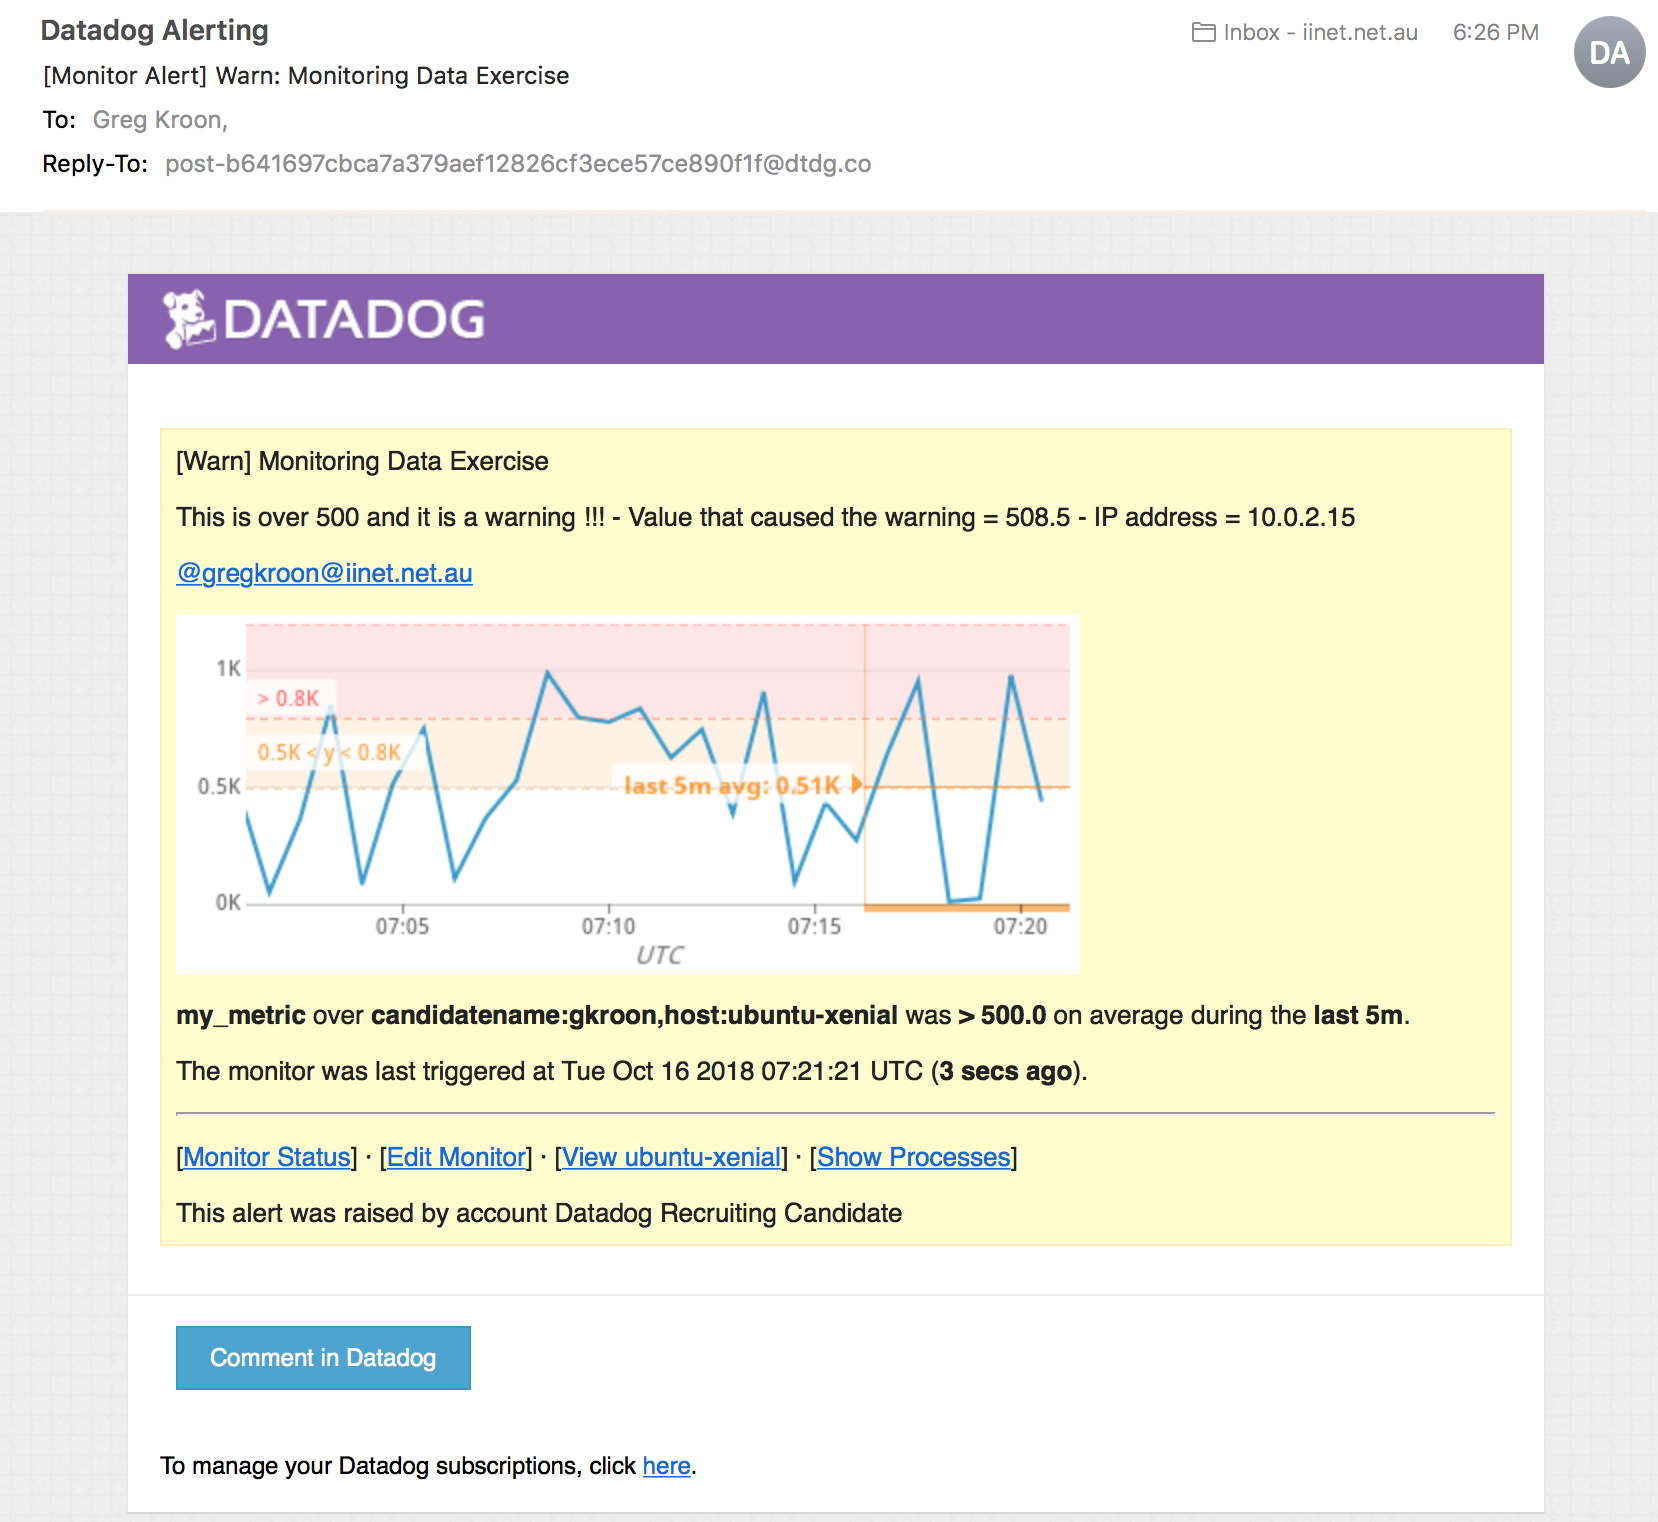 Datadog Alerting
Inbox - iinet.net.au 6:26 PM
DA
[Monitor Alert] Warn: Monitoring Data Exercise
To: Greg Kroon,
Reply-To: post-b641697cbca7a379aef12826cf3ece57ce890f1f@dtdg.co
DATADOG
[Warn] Monitoring Data Exercise
This is over 500 and it is a warning !!! - Value that caused the warning = 508.5 - IP address = 10.0.2.15
@gregkroon@iinet.net.au
1K
> 0.8K
0.5K < y < 0.8K
0.5K
last 5m avg: 0.51K
0K
07:05 07:10 07:15 07:20
UTC
my_metric over candidatename:gkroon,host:ubuntu-xenial was > 500.0 on average during the last 5m.
The monitor was last triggered at Tue Oct 16 2018 07:21:21 UTC (3 secs ago).
[Monitor Status] · [Edit Monitor] · [View ubuntu-xenial] · [Show Processes]
This alert was raised by account Datadog Recruiting Candidate
Comment in Datadog
To manage your Datadog subscriptions, click here.